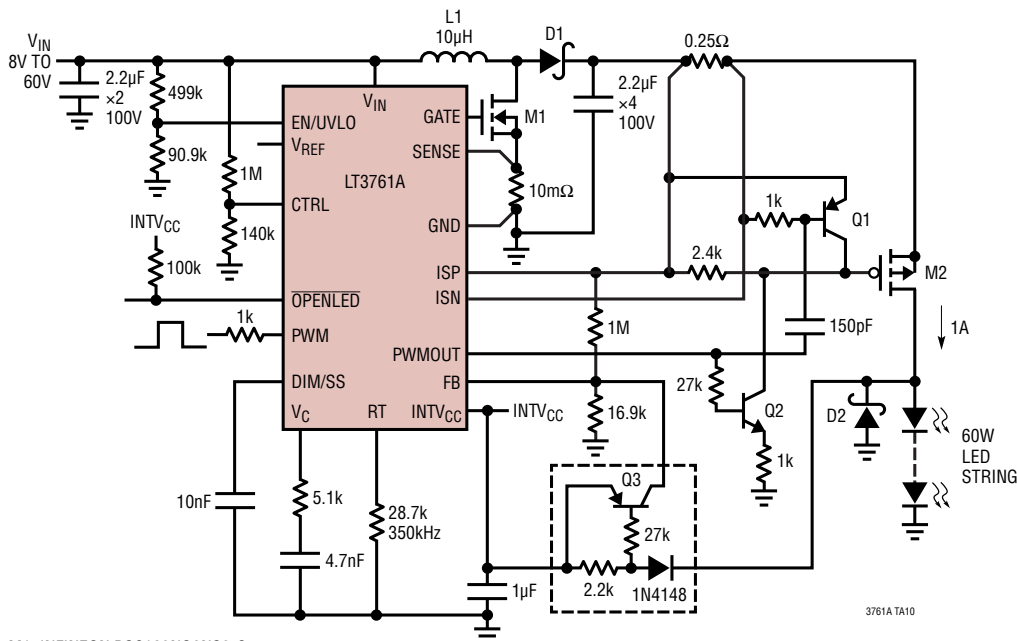 L1
10µH
D1
0.25Ω
VIN
8V TO
60V
2.2µF
×2
100V
499k
VIN
2.2µF
×4
100V
GATE
M1
EN/UVLO
VREF
SENSE
90.9k
1M
LT3761A
10mΩ
1k
Q1
CTRL
GND
INTVCC
140k
100k
ISP
2.4k
M2
OPENLED
ISN
1k
PWM
1M
150pF
1A
PWMOUT
DIM/SS
FB
27k
VC
RT
INTVCC
INTVCC
16.9k
Q2
D2
60W
LED
STRING
1k
Q3
10nF
5.1k
28.7k
350kHz
27k
4.7nF
1µF
2.2k
1N4148
3761A TA10